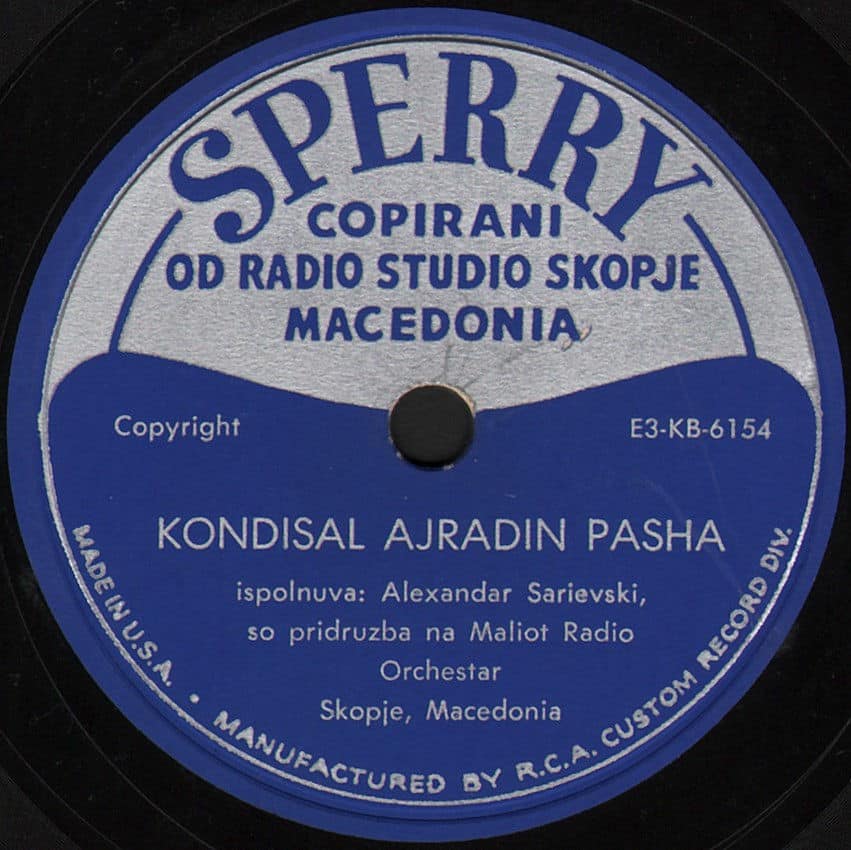 SPERRY
COPIRANI
OD RADIO STUDIO SKOPJE
MACEDONIA
Copyright
E3-KB-6154
KONDISAL AJRADIN PASHA
ispolnuva: Alexandar Sarievski,
so pridruzba na Maliot Radio
Orchestar
Skopje, Macedonia
MADE IN U.S.A. • MANUFACTURED BY R.C.A. CUSTOM RECORD DIV.